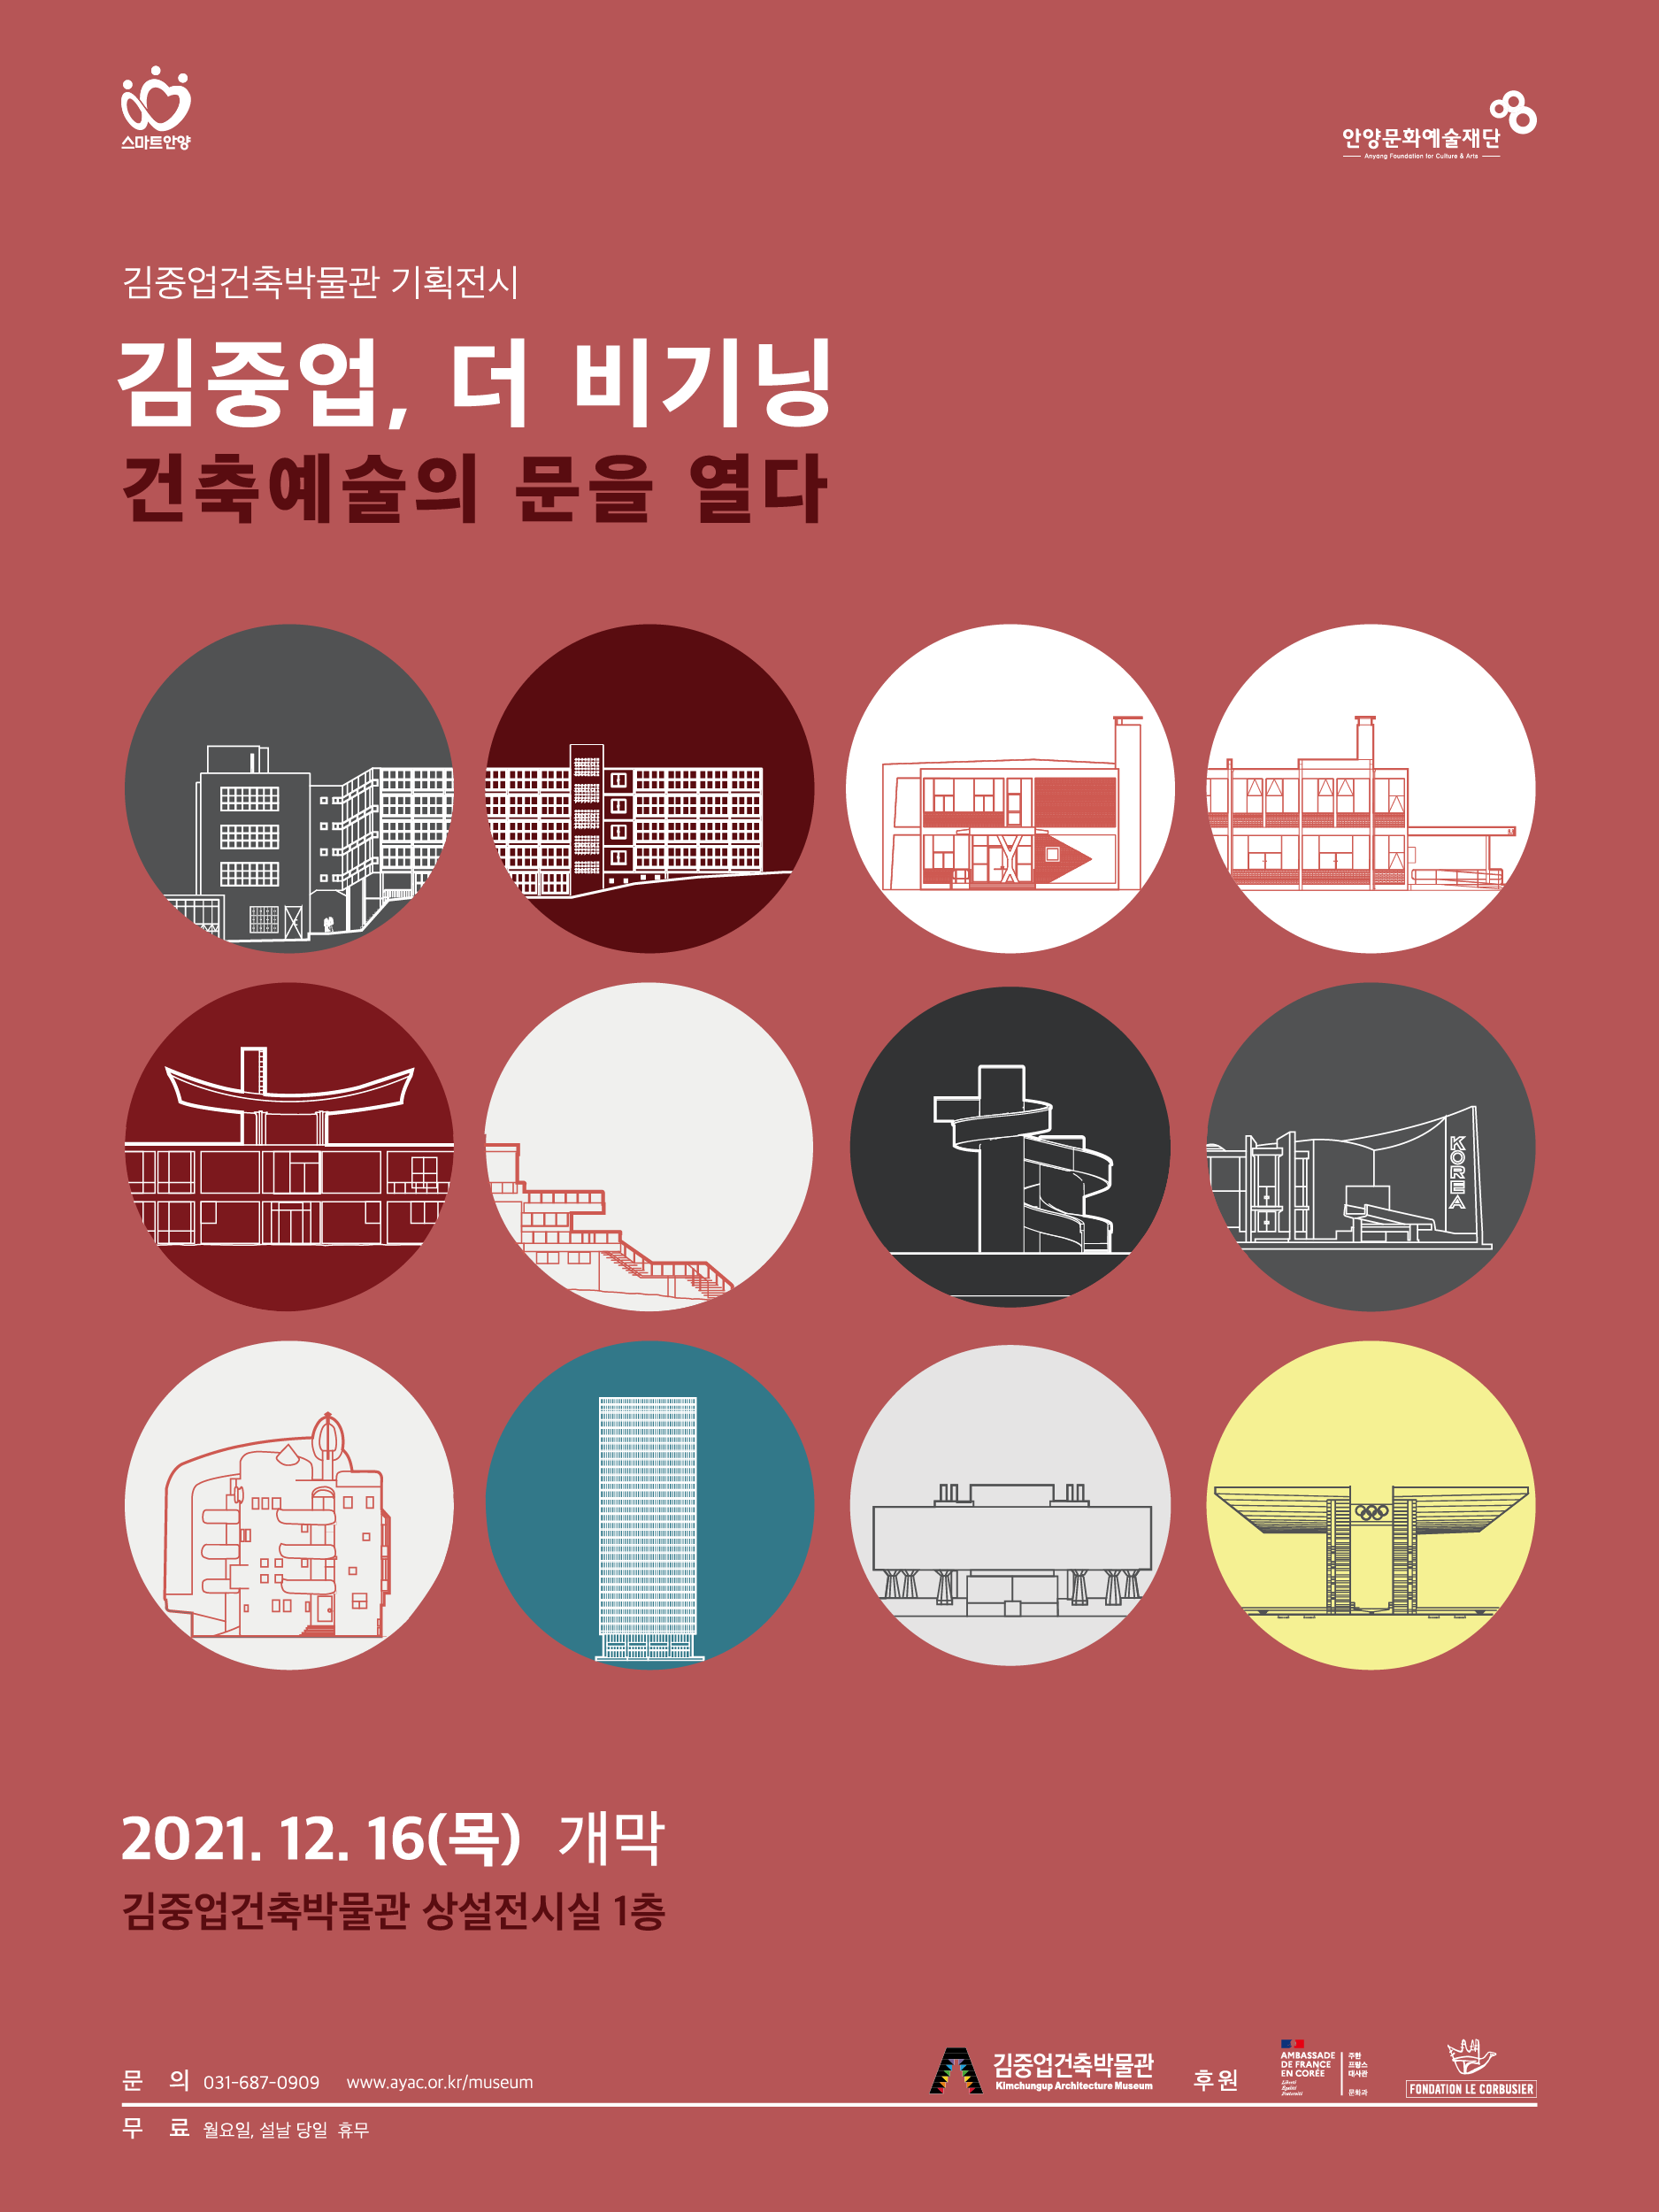 스마트안양
안양문화예술재단
Anyang Foundation for Culture & Arts
김중업건축박물관 기획전시
김중업, 더 비기닝
건축예술의 문을 열다
KOREA
2021. 12. 16(목) 개막
김중업건축박물관 상설전시실 1층
문 의 031-687-0909 www.ayac.or.kr/museum
무 료 월요일, 설날 당일 휴무
김중업건축박물관
Kimchungup Architecture Museum
후원
AMBASSADE
DE FRANCE
EN CORÉE
Liberté
Égalité
Fraternité
주한
프랑스
대사관
문화과
FONDATION LE CORBUSIER